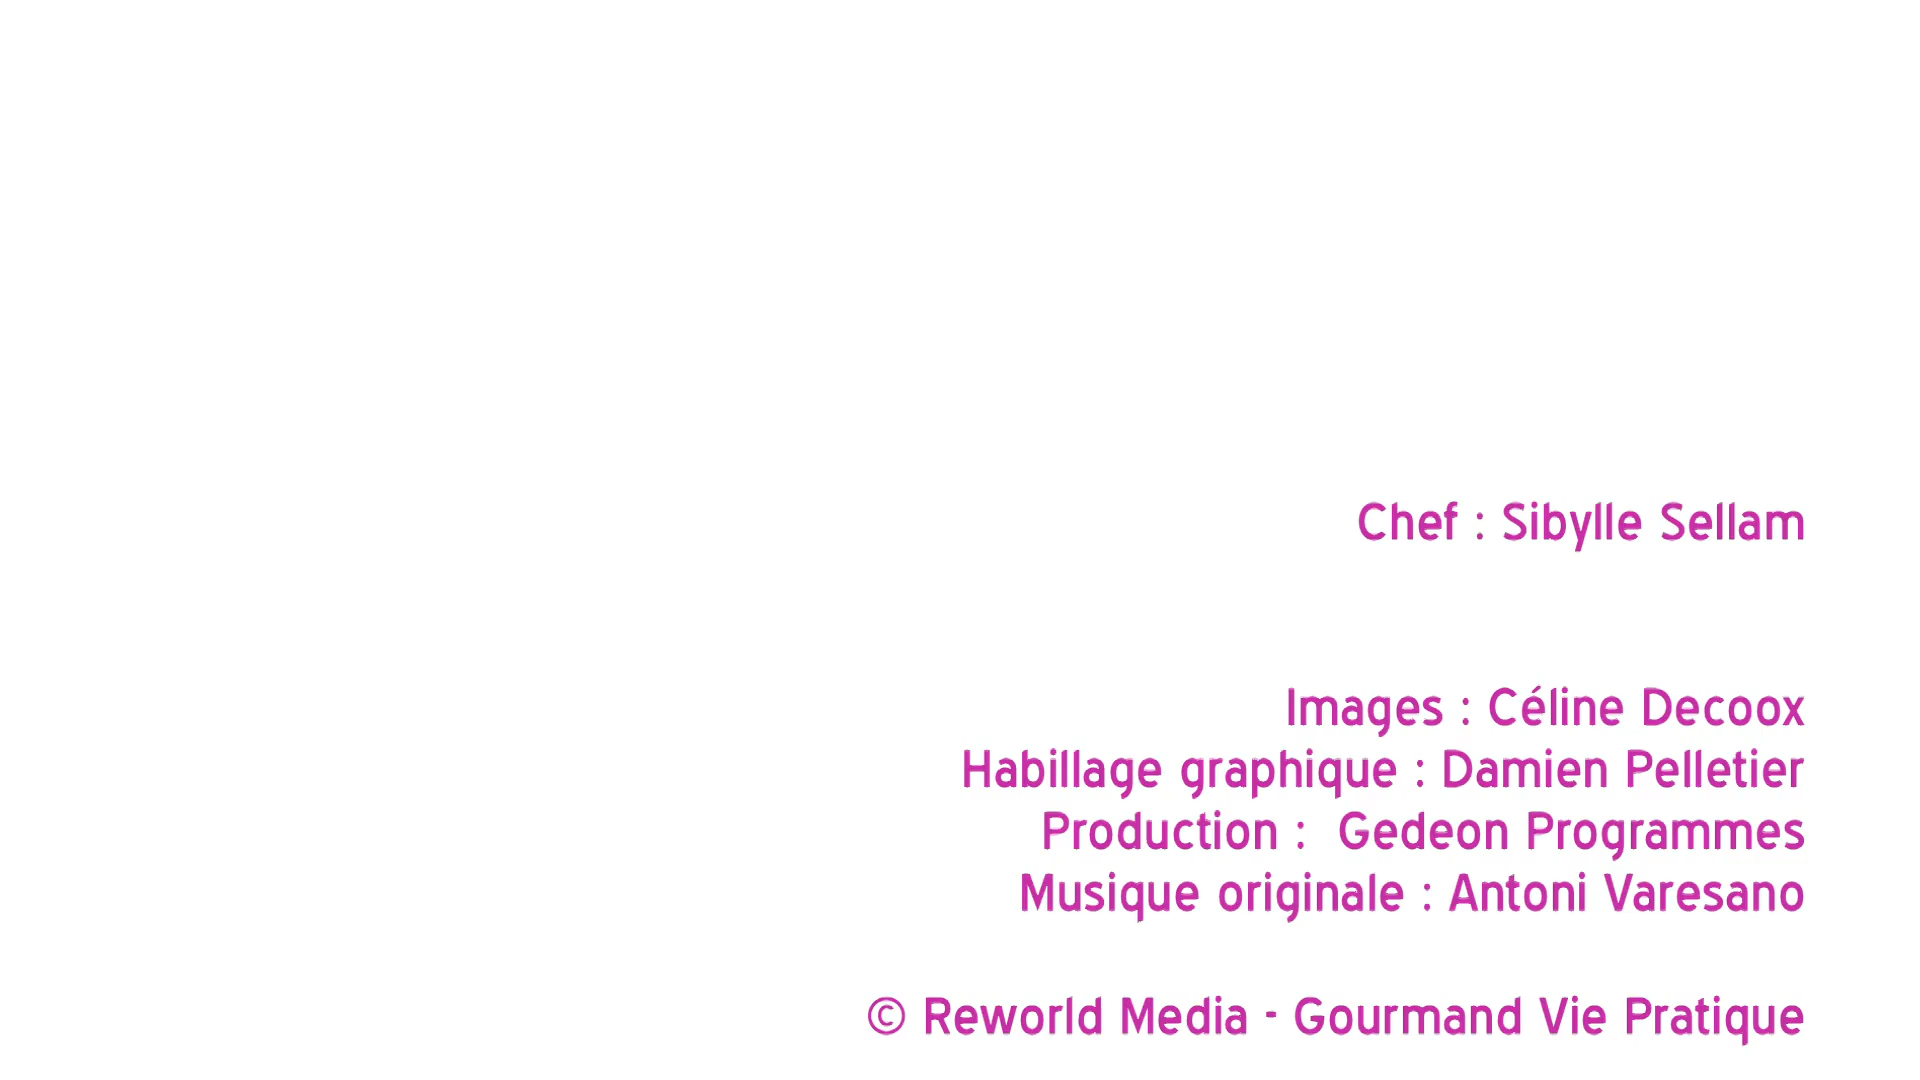 Chef : Sibylle Sellam
Images : Céline Decoox
Habillage graphique : Damien Pelletier
Production :  Gedeon Programmes
Musique originale : Antoni Varesano
© Reworld Media - Gourmand Vie Pratique